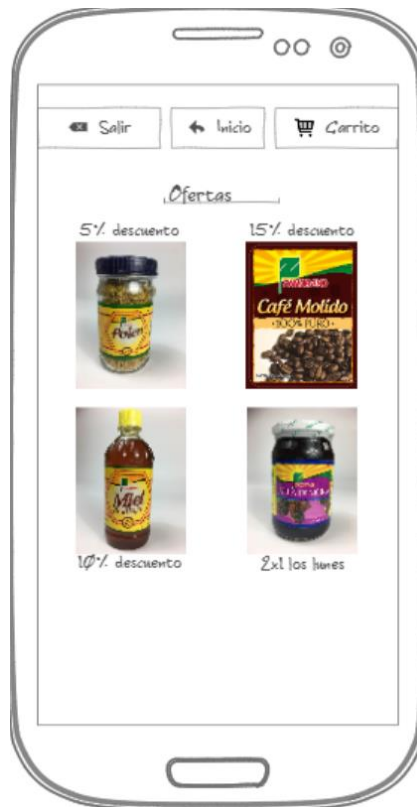 Salir
Inicio
Carrito
Ofertas
5% descuento
15% descuento
Polen
ZAMORANO
Café Molido
100% PURO
Miel
10% descuento
2x1 los lunes